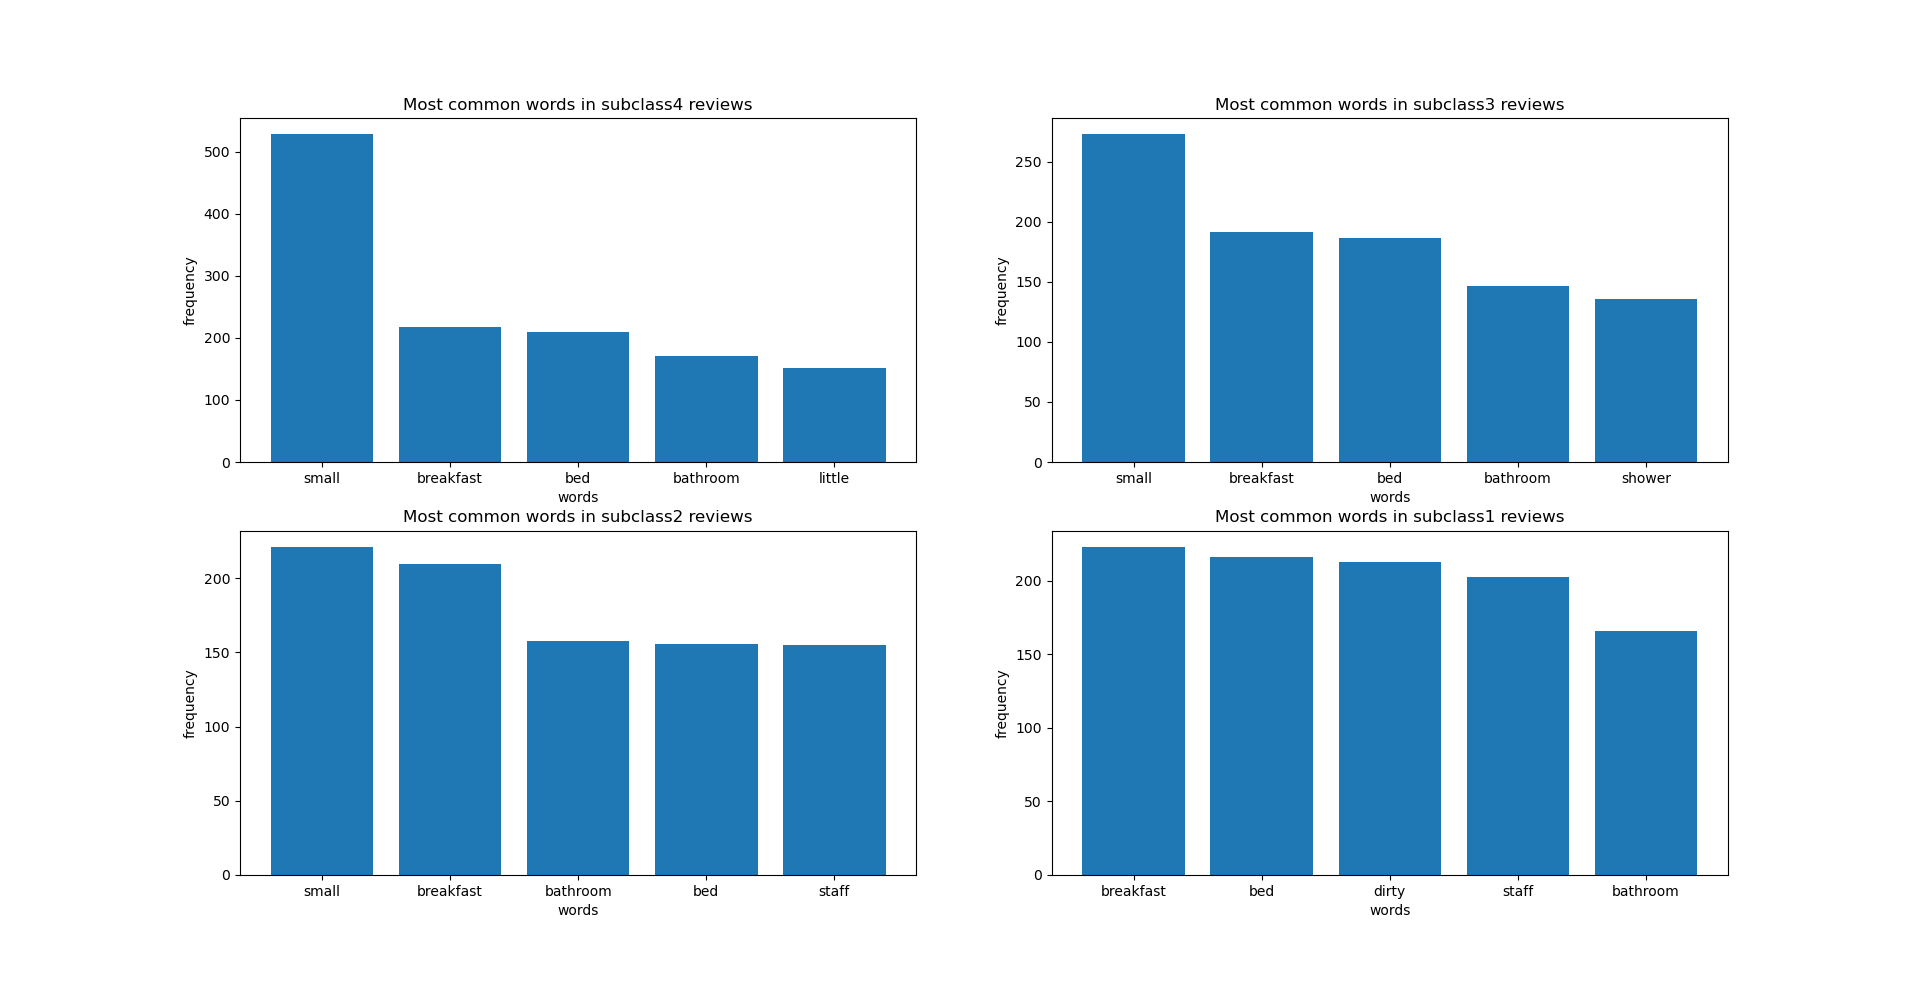 Most common words in subclass4 reviews
frequency
500
400
300
200
100
0
small breakfast bed bathroom little
words
Most common words in subclass3 reviews
frequency
250
200
150
100
50
0
small breakfast bed bathroom shower
words
Most common words in subclass2 reviews
frequency
200
150
100
50
0
small breakfast bathroom bed staff
words
Most common words in subclass1 reviews
frequency
200
150
100
50
0
breakfast bed dirty staff bathroom
words